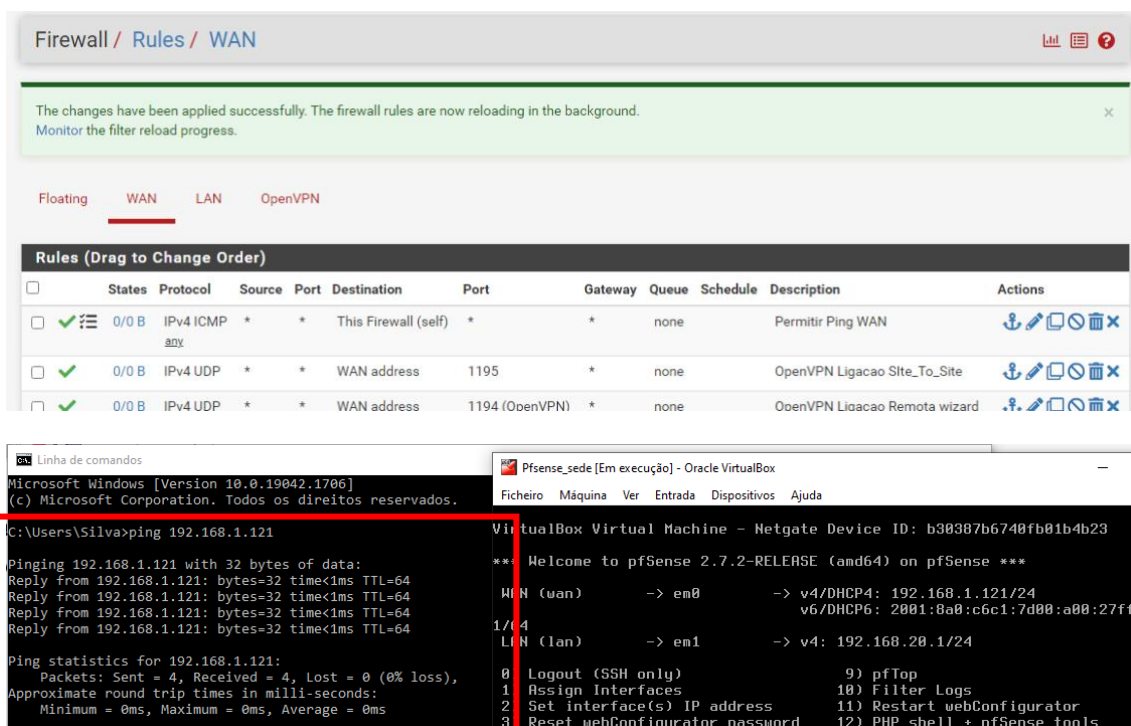 Firewall / Rules / WAN
The changes have been applied successfully. The firewall rules are now reloading in the background.
Monitor the filter reload progress.
Floating WAN LAN OpenVPN
Rules (Drag to Change Order)
States Protocol Source Port Destination Port Gateway Queue Schedule Description Actions
0/0 B IPv4 ICMP * * This Firewall (self) * * none Permitir Ping WAN
any
0/0 B IPv4 UDP * * WAN address 1195 * none OpenVPN Ligacao SIte_To_Site
0/0 B IPv4 UDP * * WAN address 1194 (OpenVPN) * none OpenVPN Ligacao Remota wizard
Linha de comandos
Microsoft Windows [Version 10.0.19042.1706]
(c) Microsoft Corporation. Todos os direitos reservados.
C:\Users\Silva>ping 192.168.1.121
Pinging 192.168.1.121 with 32 bytes of data:
Reply from 192.168.1.121: bytes=32 time<1ms TTL=64
Reply from 192.168.1.121: bytes=32 time<1ms TTL=64
Reply from 192.168.1.121: bytes=32 time<1ms TTL=64
Reply from 192.168.1.121: bytes=32 time<1ms TTL=64
Ping statistics for 192.168.1.121:
Packets: Sent = 4, Received = 4, Lost = 0 (0% loss),
Approximate round trip times in milli-seconds:
Minimum = 0ms, Maximum = 0ms, Average = 0ms
Pfsense_sede [Em execução] - Oracle VirtualBox
Ficheiro Máquina Ver Entrada Dispositivos Ajuda
VirtualBox Virtual Machine - Netgate Device ID: b30387b6740fb01b4b23
*** Welcome to pfSense 2.7.2-RELEASE (amd64) on pfSense ***
WAN (wan) -> em0 -> v4/DHCP4: 192.168.1.121/24
v6/DHCP6: 2001:8a0:c6c1:7d00:a00:27ff
1/64
LAN (lan) -> em1 -> v4: 192.168.20.1/24
0) Logout (SSH only) 9) pfTop
1) Assign Interfaces 10) Filter Logs
2) Set interface(s) IP address 11) Restart webConfigurator
3) Reset webConfigurator password 12) PHP shell + pfSense tools